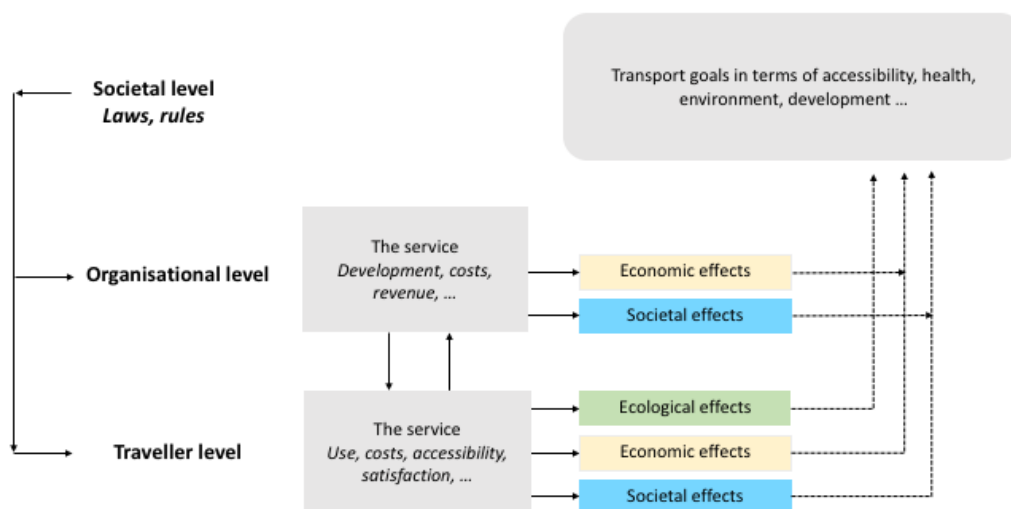 Transport goals in terms of accessibility, health,
environment, development ...
Societal level
Laws, rules
Organisational level
The service
Development, costs,
revenue, ...
Economic effects
Societal effects
Traveller level
The service
Use, costs, accessibility,
satisfaction, ...
Ecological effects
Economic effects
Societal effects